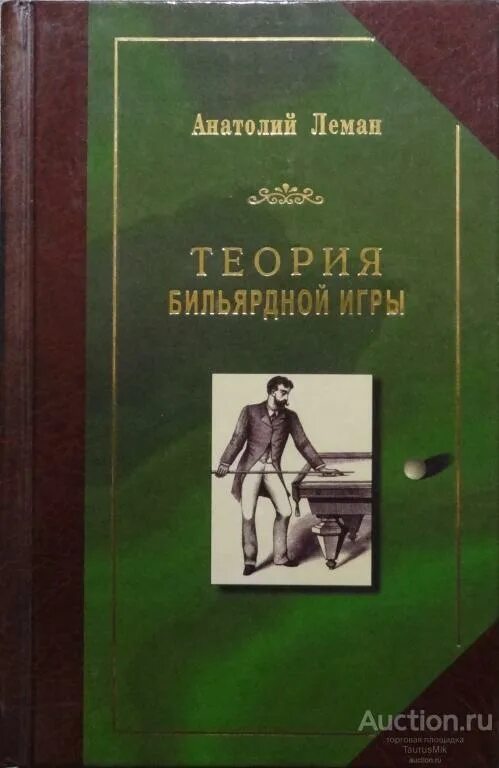 Анатолий Леман
ТЕОРИЯ
БИЛЬЯРДНОЙ ИГРЫ
Auction.ru
торговая площадка
TaurusMik
auction.ru